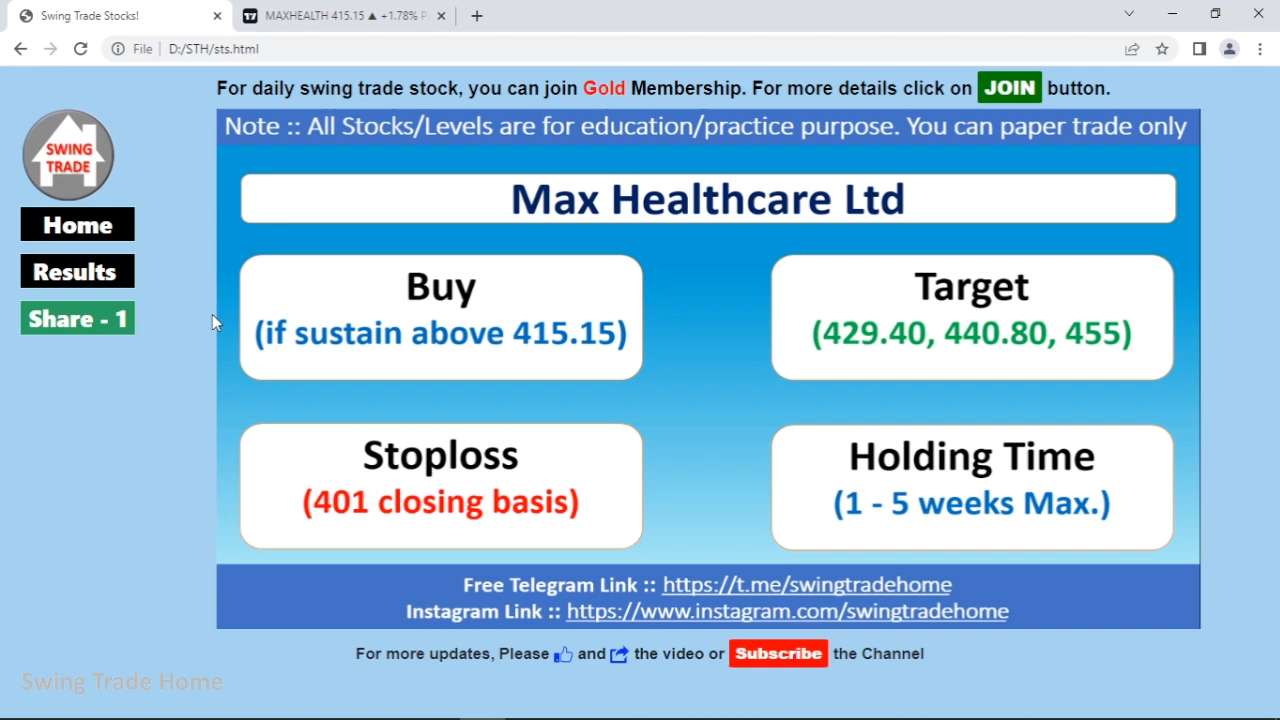 Swing Trade Stocks!
MAXHEALTH 415.15 ▲ +1.78%
File D:/STH/sts.html
For daily swing trade stock, you can join Gold Membership. For more details click on JOIN button.
Note :: All Stocks/Levels are for education/practice purpose. You can paper trade only
SWING
TRADE
Home
Results
Share - 1
Max Healthcare Ltd
Buy
(if sustain above 415.15)
Target
(429.40, 440.80, 455)
Stoploss
(401 closing basis)
Holding Time
(1 - 5 weeks Max.)
Free Telegram Link :: https://t.me/swingtradehome
Instagram Link :: https://www.instagram.com/swingtradehome
For more updates, Please and the video or Subscribe the Channel
Swing Trade Home